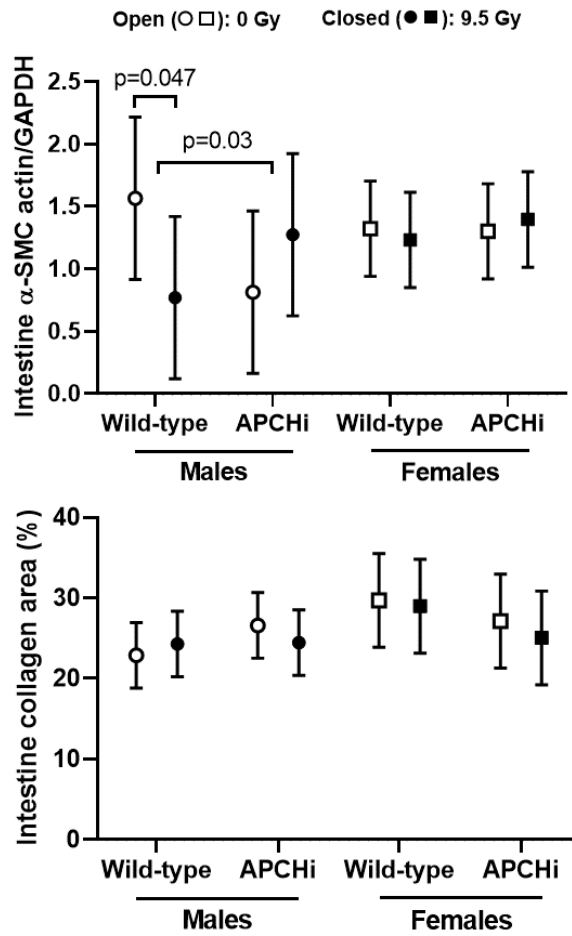 Open (○ □): 0 Gy Closed (● ■): 9.5 Gy
Intestine α-SMC actin/GAPDH
2.5
2.0
1.5
1.0
0.5
0.0
p=0.047
p=0.03
Wild-type APCHi Wild-type APCHi
Males Females
Intestine collagen area (%)
40
30
20
10
0
Wild-type APCHi Wild-type APCHi
Males Females